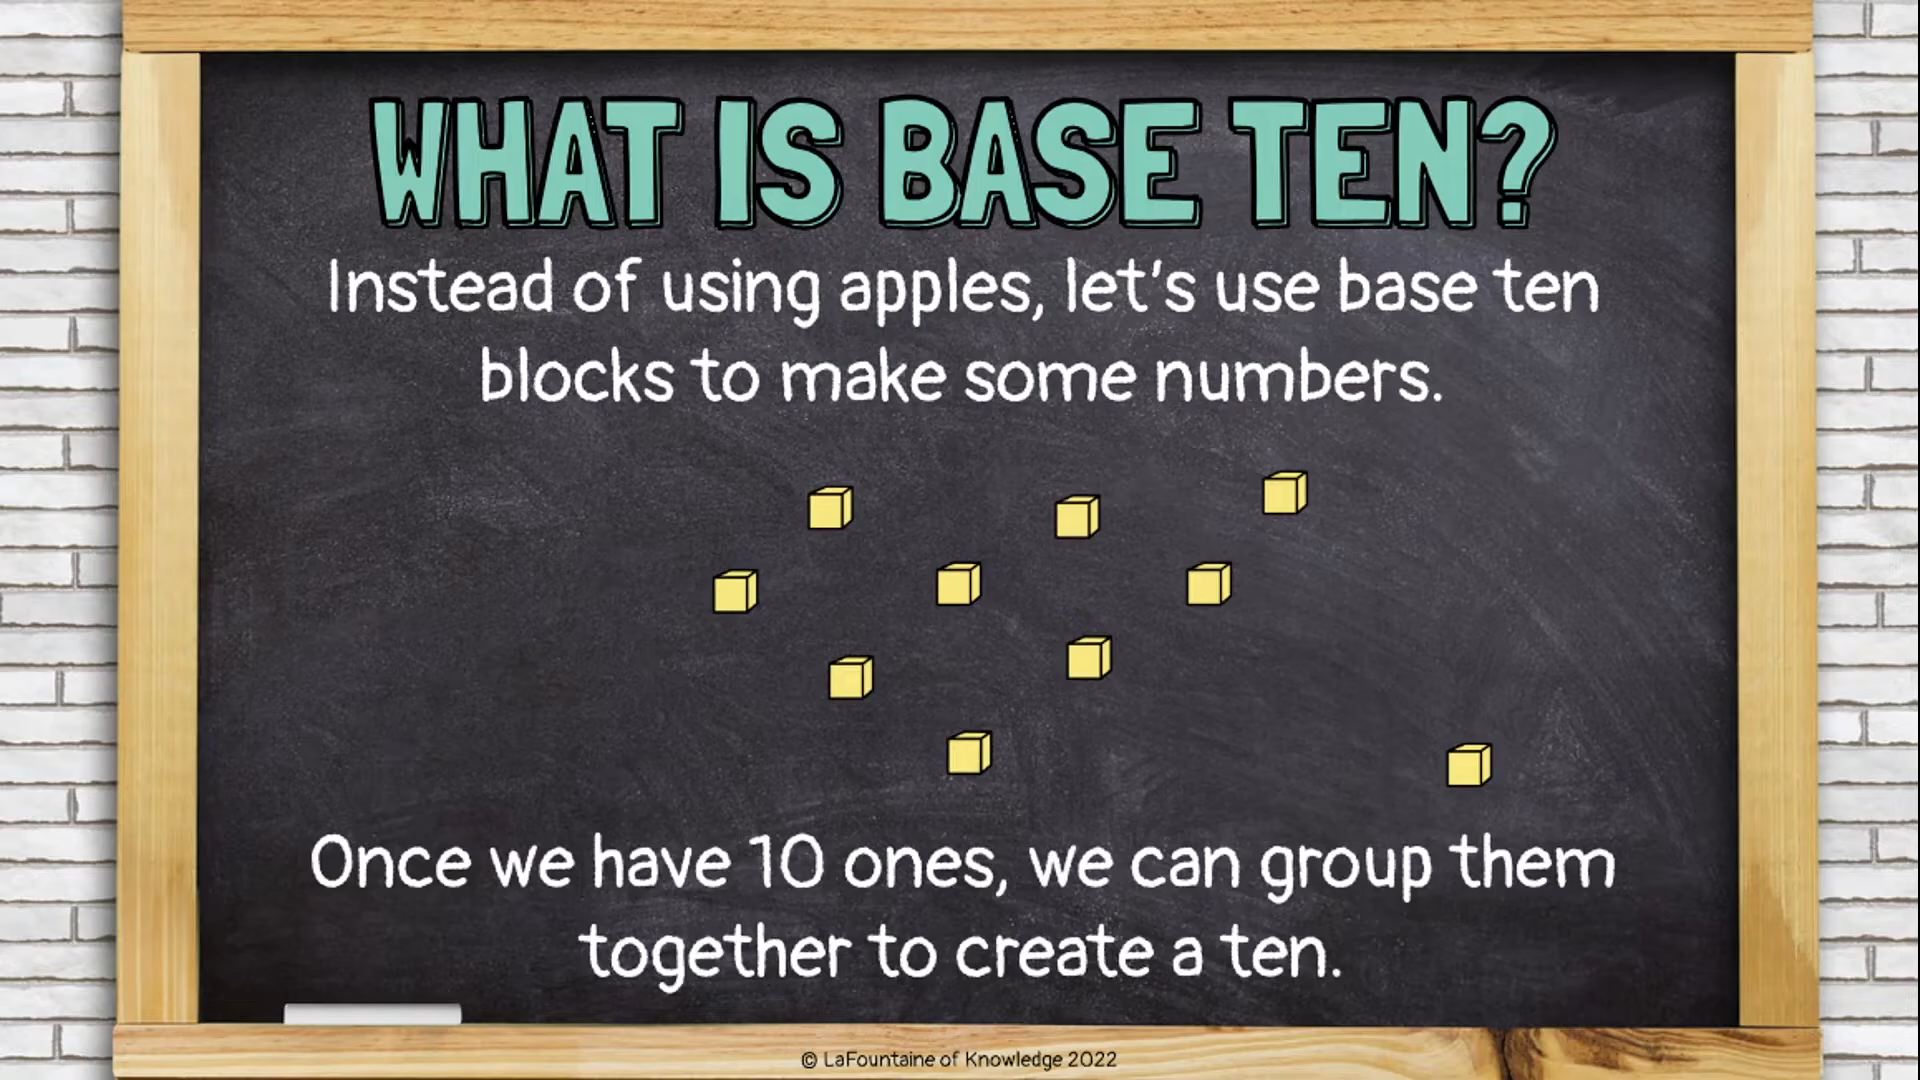 WHAT IS BASE TEN?
Instead of using apples, let's use base ten
blocks to make some numbers.
Once we have 10 ones, we can group them
together to create a ten.
© LaFountaine of Knowledge 2022